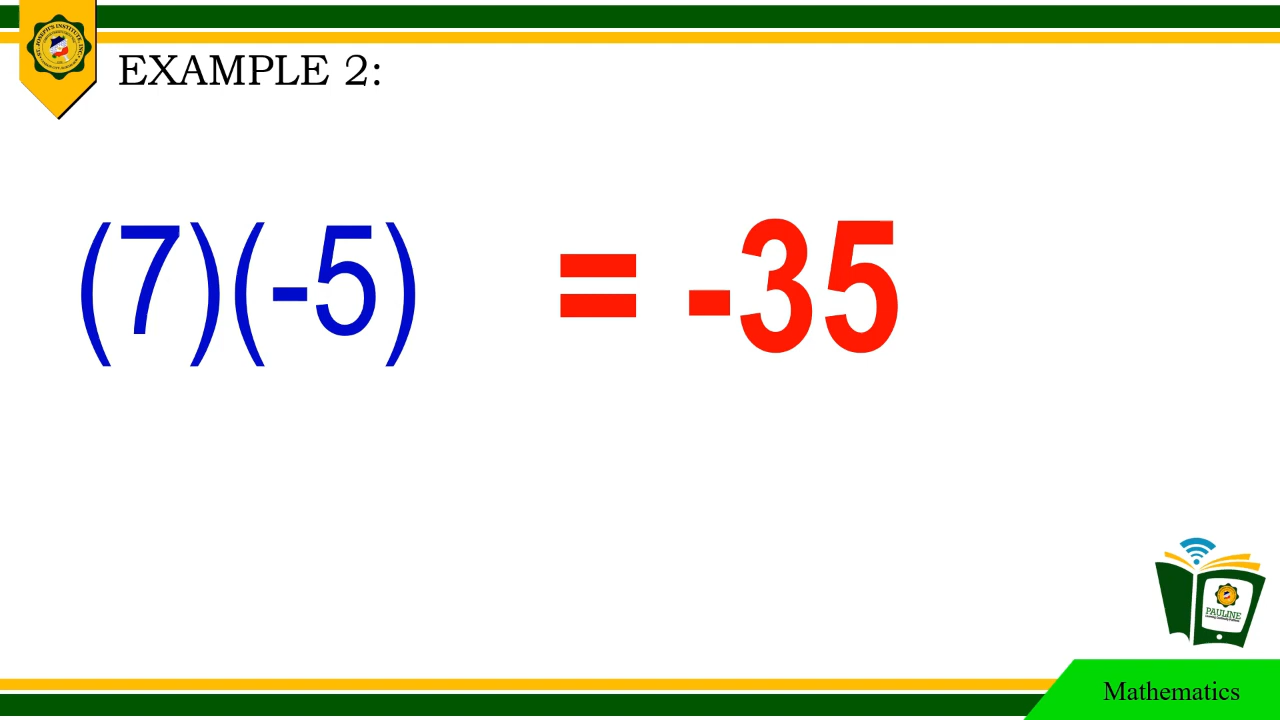 EXAMPLE 2:
(7)(-5) = -35
PAULINE
Mathematics